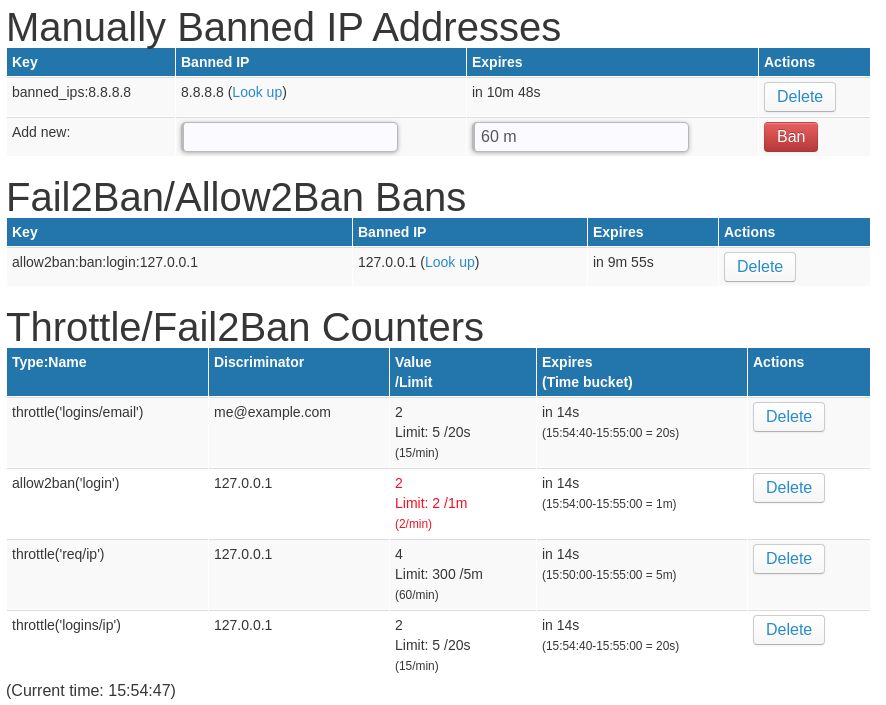 Manually Banned IP Addresses
Key Banned IP Expires Actions
banned_ips:8.8.8.8 8.8.8.8 (Look up) in 10m 48s Delete
Add new: 60 m Ban
Fail2Ban/Allow2Ban Bans
Key Banned IP Expires Actions
allow2ban:ban:login:127.0.0.1 127.0.0.1 (Look up) in 9m 55s Delete
Throttle/Fail2Ban Counters
Type:Name Discriminator Value Expires Actions
/Limit (Time bucket)
throttle('logins/email') me@example.com 2 in 14s Delete
Limit: 5 /20s (15:54:40-15:55:00 = 20s)
(15/min)
allow2ban('login') 127.0.0.1 2 in 14s Delete
Limit: 2 /1m (15:54:00-15:55:00 = 1m)
(2/min)
throttle('req/ip') 127.0.0.1 4 in 14s Delete
Limit: 300 /5m (15:50:00-15:55:00 = 5m)
(60/min)
throttle('logins/ip') 127.0.0.1 2 in 14s Delete
Limit: 5 /20s (15:54:40-15:55:00 = 20s)
(15/min)
(Current time: 15:54:47)